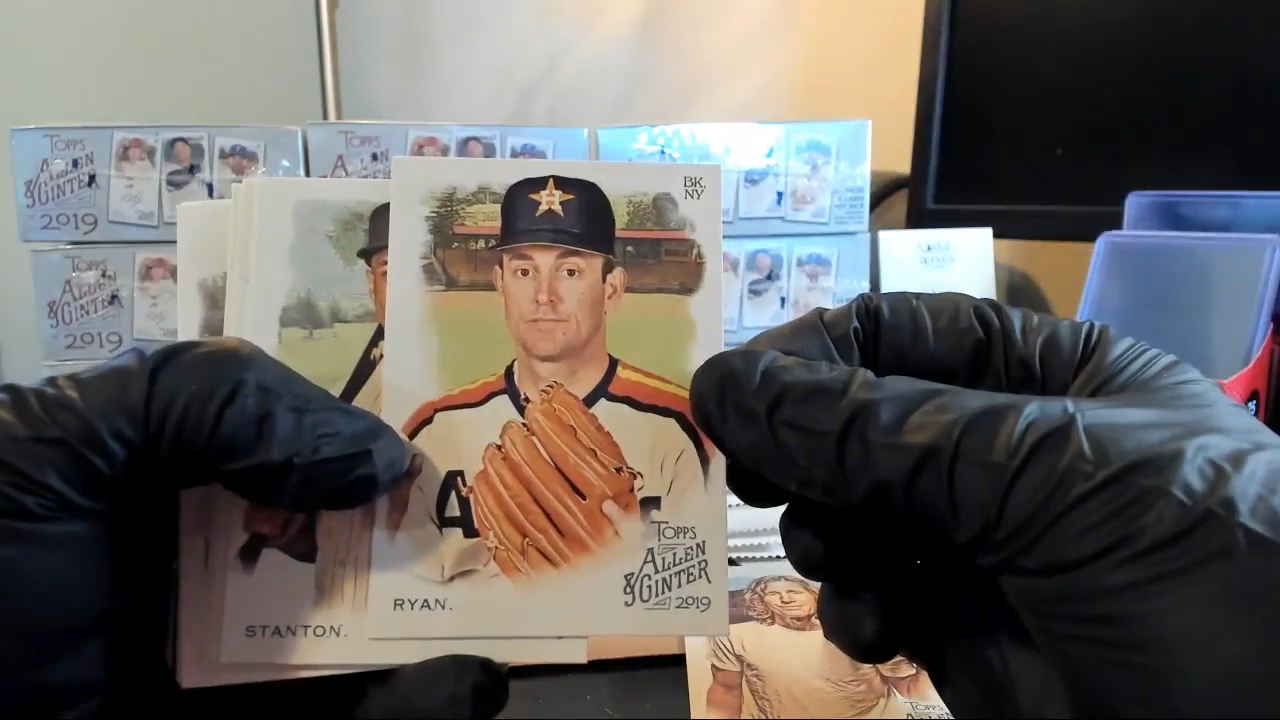 TOPPS
ALLEN
& GINTER
2019
TOPPS
ALLEN
& GINTER
2019
TOPPS
ALLEN
& GINTER
2019
BK.
NY
H
A
RYAN.
TOPPS
ALLEN
& GINTER
2019
STANTON.
TOPPS